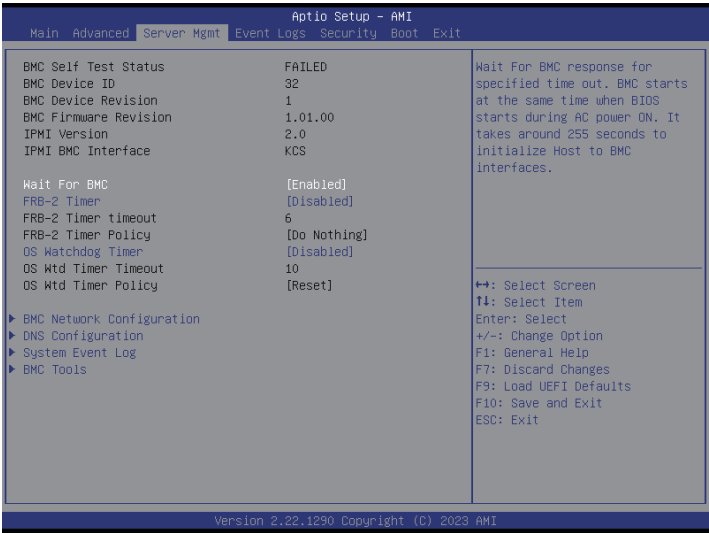 Aptio Setup – AMI
Main Advanced Server Mgmt Event Logs Security Boot Exit
BMC Self Test Status FAILED
BMC Device ID 32
BMC Device Revision 1
BMC Firmware Revision 1.01.00
IPMI Version 2.0
IPMI BMC Interface KCS
Wait For BMC [Enabled]
FRB-2 Timer [Disabled]
FRB-2 Timer timeout 6
FRB-2 Timer Policy [Do Nothing]
OS Watchdog Timer [Disabled]
OS Wtd Timer Timeout 10
OS Wtd Timer Policy [Reset]
BMC Network Configuration
DNS Configuration
System Event Log
BMC Tools
Wait For BMC response for
specified time out. BMC starts
at the same time when BIOS
starts during AC power ON. It
takes around 255 seconds to
initialize Host to BMC
interfaces.
↔: Select Screen
↑↓: Select Item
Enter: Select
+/-: Change Option
F1: General Help
F7: Discard Changes
F9: Load UEFI Defaults
F10: Save and Exit
ESC: Exit
Version 2.22.1290 Copyright (C) 2023 AMI